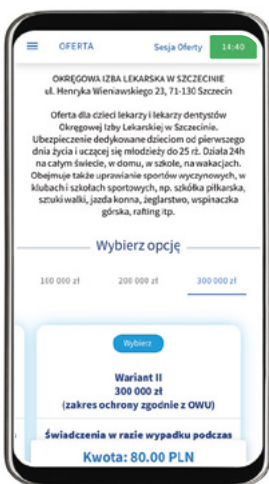 OFERTA Sesja Oferty 14:40
OKRĘGOWA IZBA LEKARSKA W SZCZECINIE
ul. Henryka Wieniawskiego 23, 71-130 Szczecin
Oferta dla dzieci lekarzy i lekarzy dentystów
Okręgowej Izby Lekarskiej w Szczecinie.
Ubezpieczenie dedykowane dzieciom od pierwszego
dnia życia i uczącej się młodzieży do 25 rż. Działa 24h
na całym świecie, w domu, w szkole, na wakacjach.
Obejmuje także uprawianie sportów wyczynowych, w
klubach i szkołach sportowych, np. szkółka piłkarska,
sztuki walki, jazda konna, żeglarstwo, wspinaczka
górska, rafting itp.
Wybierz opcję
100 000 zł 200 000 zł 300 000 zł
Wybierz
Wariant II
300 000 zł
(zakres ochrony zgodnie z OWU)
Świadczenia w razie wypadku podczas
Kwota: 80.00 PLN